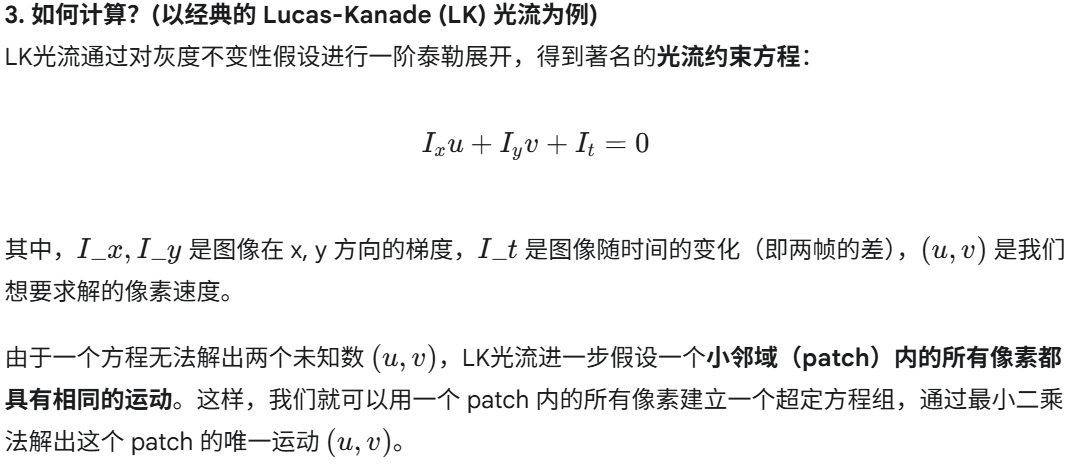 3. 如何计算？(以经典的 Lucas-Kanade (LK) 光流为例)
LK光流通过对灰度不变性假设进行一阶泰勒展开，得到著名的光流约束方程：
$I_x u + I_y v + I_t = 0$
其中，I_x, I_y 是图像在 x, y 方向的梯度，I_t 是图像随时间的变化（即两帧的差），(u, v) 是我们
想要求解的像素速度。
由于一个方程无法解出两个未知数 (u, v)，LK光流进一步假设一个小邻域（patch）内的所有像素都
具有相同的运动。这样，我们就可以用一个 patch 内的所有像素建立一个超定方程组，通过最小二乘
法解出这个 patch 的唯一运动 (u, v)。